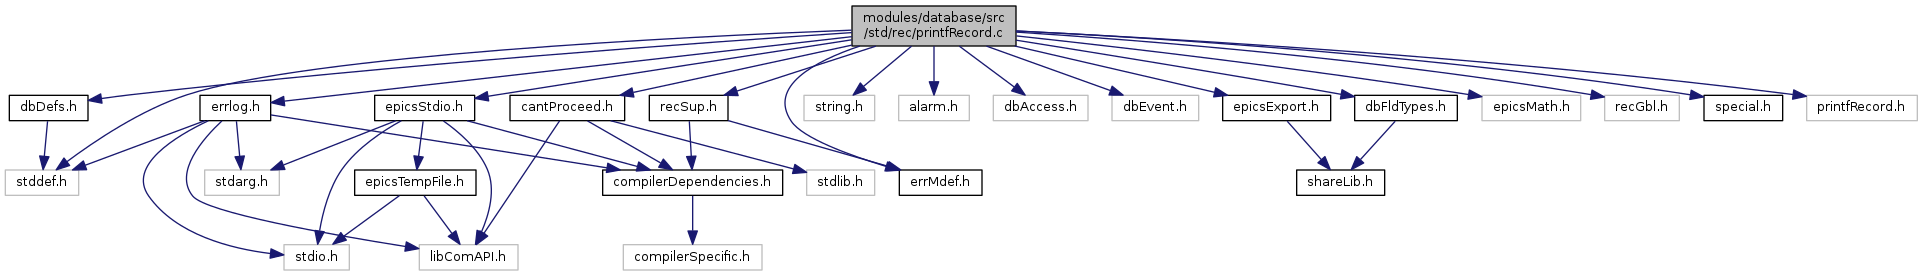 modules/database/src
/std/rec/printfRecord.c
dbDefs.h
errlog.h
epicsStdio.h
cantProceed.h
recSup.h
string.h
alarm.h
dbAccess.h
dbEvent.h
epicsExport.h
dbFldTypes.h
epicsMath.h
recGbl.h
special.h
printfRecord.h
stddef.h
stdarg.h
epicsTempFile.h
compilerDependencies.h
stdlib.h
errMdef.h
shareLib.h
stdio.h
libComAPI.h
compilerSpecific.h